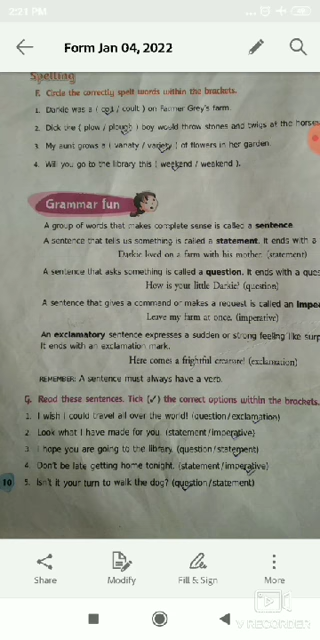 2:21 PM
Form Jan 04, 2022
Spelling
F. Circle the correctly spelt words within the brackets.
1. Darkie was a ( colt / coult ) on Farmer Grey's farm.
2. Dick the ( plow / plough ) boy would throw stones and twigs at the horses
3. My aunt grows a ( vanaty / variety ) of flowers in her garden.
4. Will you go to the library this ( weekend / weakend ).
Grammar fun
A group of words that makes complete sense is called a sentence
A sentence that tells us something is called a statement. It ends with a
Darkie lived on a farm with his mother. (statement)
A sentence that asks something is called a question. It ends with a ques
How is your little Darkie? (question)
A sentence that gives a command or makes a request is called an impe
Leave my farm at once. (imperative)
An exclamatory sentence expresses a sudden or strong feeling like surp
It ends with an exclamation mark.
Here comes a frightful creature! (exclamation)
REMEMBER: A sentence must always have a verb.
G. Read these sentences. Tick (✓) the correct options within the brackets.
1. I wish I could travel all over the world! (question/exclamation)
2. Look what I have made for you. (statement/imperative)
3. I hope you are going to the library. (question/statement)
4. Don't be late getting home tonight. (statement/imperative)
10 5. Isn't it your turn to walk the dog? (question/statement)
Share Modify Fill & Sign More
RECORDER